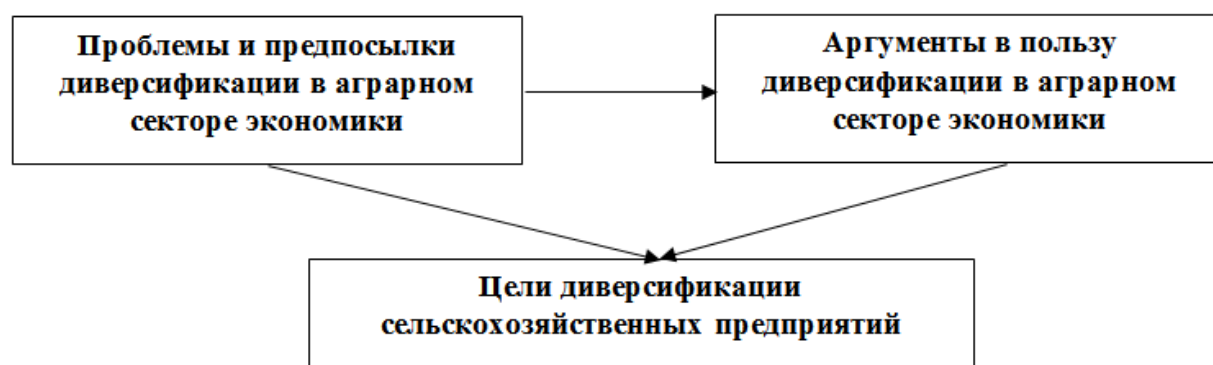 Проблемы и предпосылки
диверсификации в аграрном
секторе экономики
Аргументы в пользу
диверсификации в аграрном
секторе экономики
Цели диверсификации
сельскохозяйственных предприятий